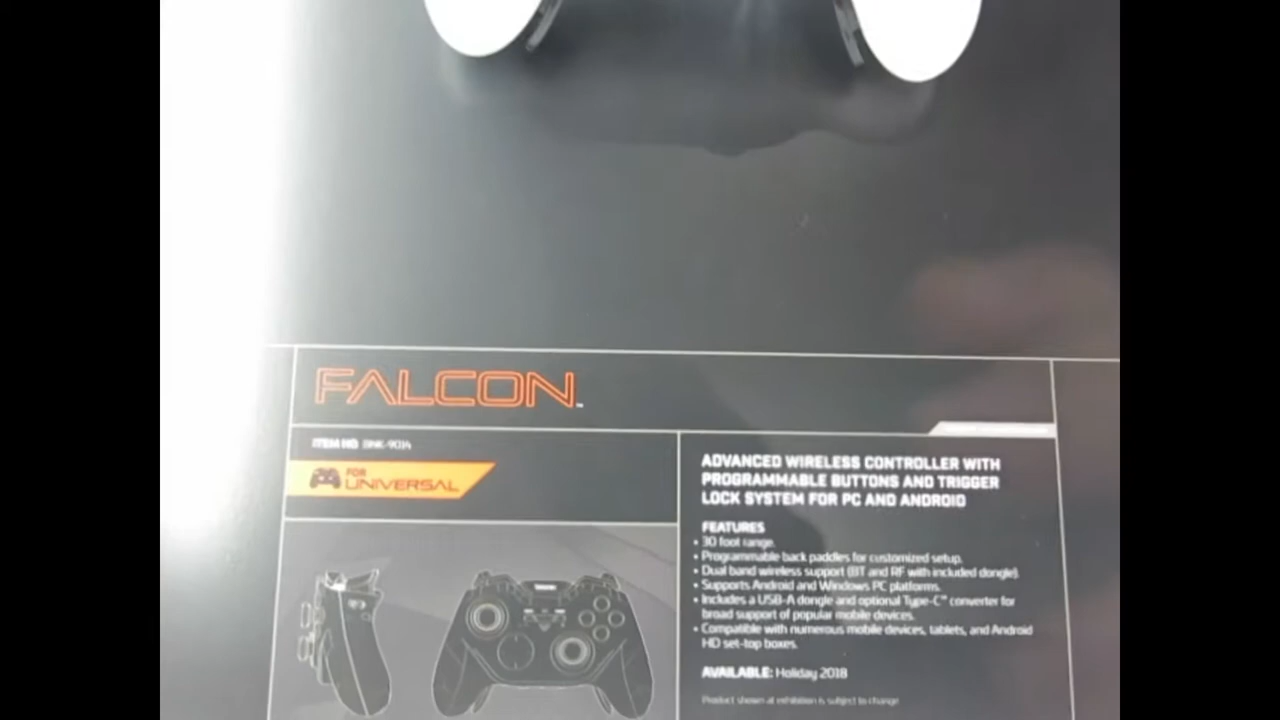 FALCON™
ITEM NO BNK-9014
FOR
UNIVERSAL
ADVANCED WIRELESS CONTROLLER WITH
PROGRAMMABLE BUTTONS AND TRIGGER
LOCK SYSTEM FOR PC AND ANDROID
FEATURES
• 30 foot range.
• Programmable back paddles for customized setup.
• Dual band wireless support (BT and RF with included dongle).
• Supports Android and Windows PC platforms.
• Includes a USB-A dongle and optional Type-C™ converter for
broad support of popular mobile devices.
• Compatible with numerous mobile devices, tablets, and Android
HD set-top boxes.
AVAILABLE: Holiday 2018
Product shown at exhibition is subject to change